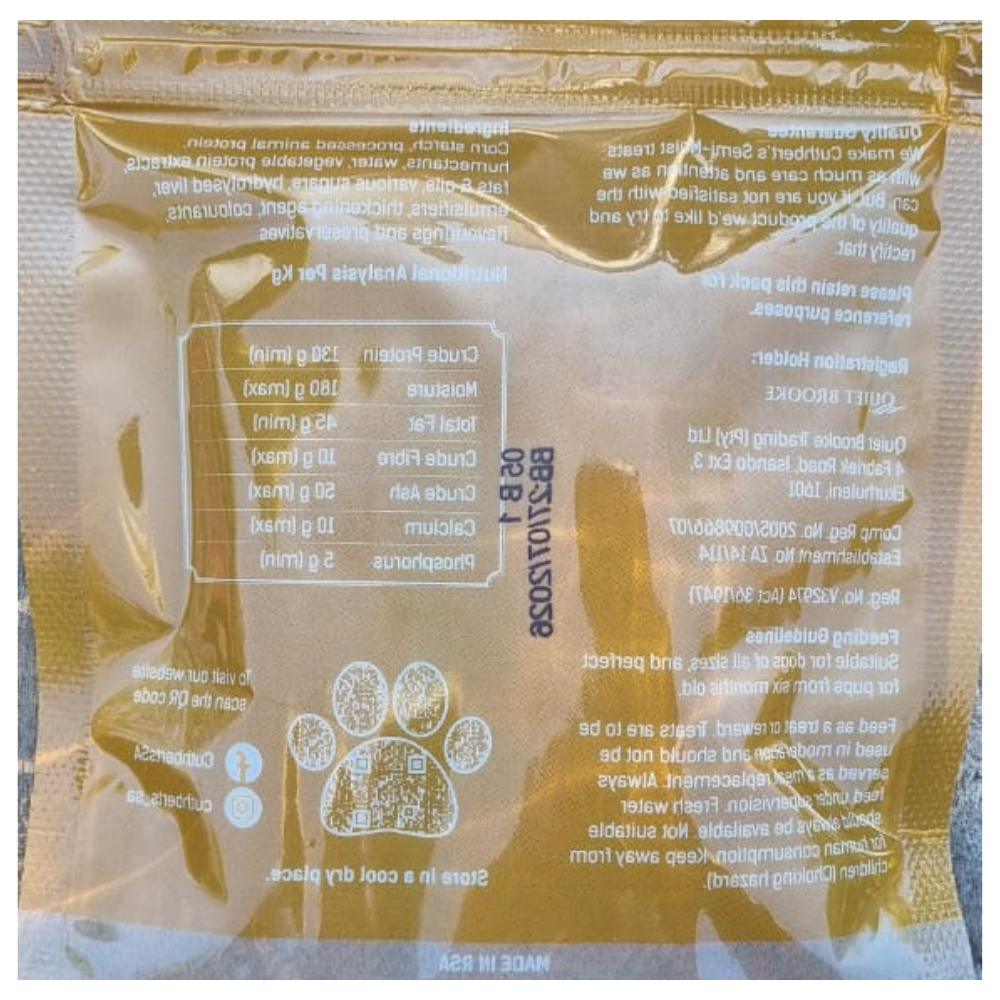 Quality Guarantee
We make Cuthbert's Semi-Moist treats
with as much care and attention as we
can. But if you are not satisfied with the
quality of the product we'd like to try and
rectify that.
Please retain this pack for
reference purposes.
Registration Holder:
QUIET BROOKE
Quiet Brooke Trading (Pty) Ltd
4 Fabriek Road, Isando, Ext 3,
Ekurhuleni, 1601
Comp Reg. No. 2005/009866/07
Establishment No ZA 14/114
Reg. No. V32974 (Act 36/1947)
Feeding Guidelines
Suitable for dogs of all sizes, and perfect
for pups from six months old.
Feed as a treat or reward. Treats are to be
used in moderation and should not be
served as a meal replacement. Always
feed under supervision. Fresh water
should always be available. Not suitable
for human consumption. Keep away from
children (Choking hazard).
Ingredients
Corn starch, processed animal protein,
humectants, water, vegetable protein extracts,
fats & oils, various sugars, hydrolysed liver,
emulsifiers, thickening agent, colourants,
flavourings and preservatives
Nutritional Analysis Per Kg
Crude Protein 130 g (min)
Moisture 180 g (max)
Total Fat 45 g (min)
Crude Fibre 10 g (max)
Crude Ash 50 g (max)
Calcium 10 g (max)
Phosphorus 5 g (min)
BB:27/07/2026
05 B 1
To visit our website
scan the QR code
CuthbertsSA
cuthberts_sa
Store in a cool dry place.
MADE IN RSA